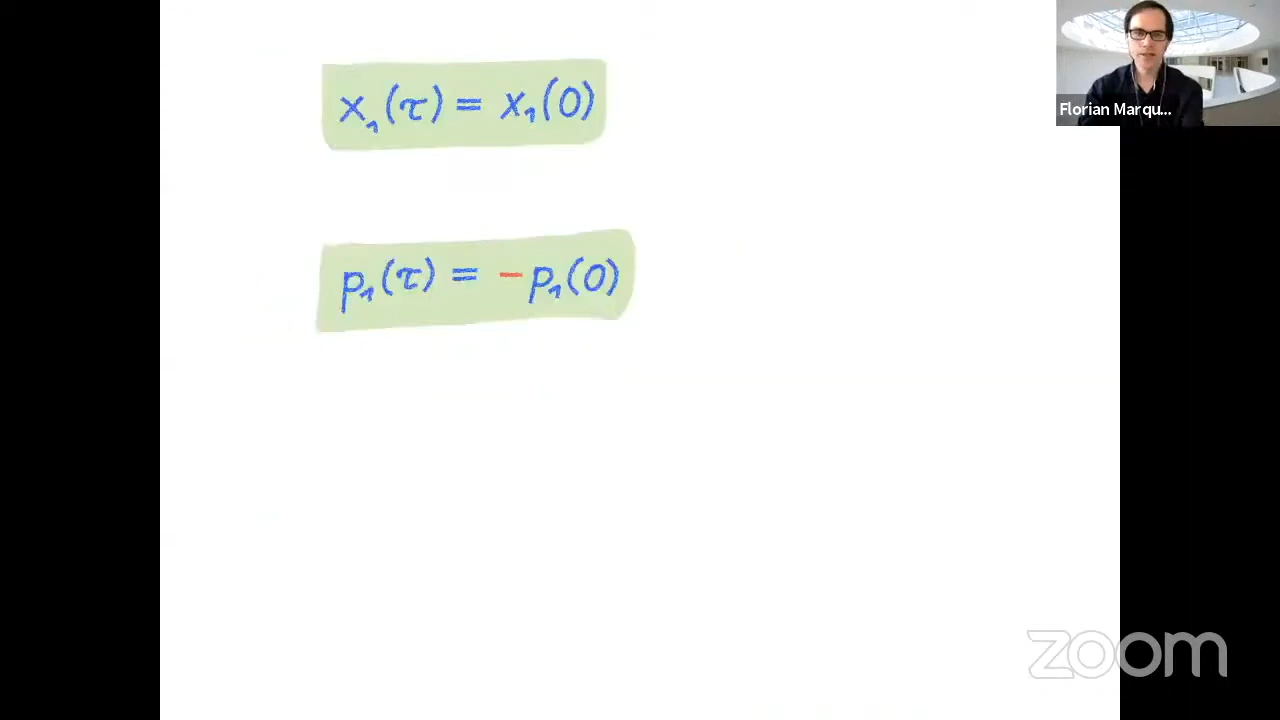 x₁(τ) = x₁(0)
p₁(τ) = -p₁(0)
Florian Marqu...
zoom